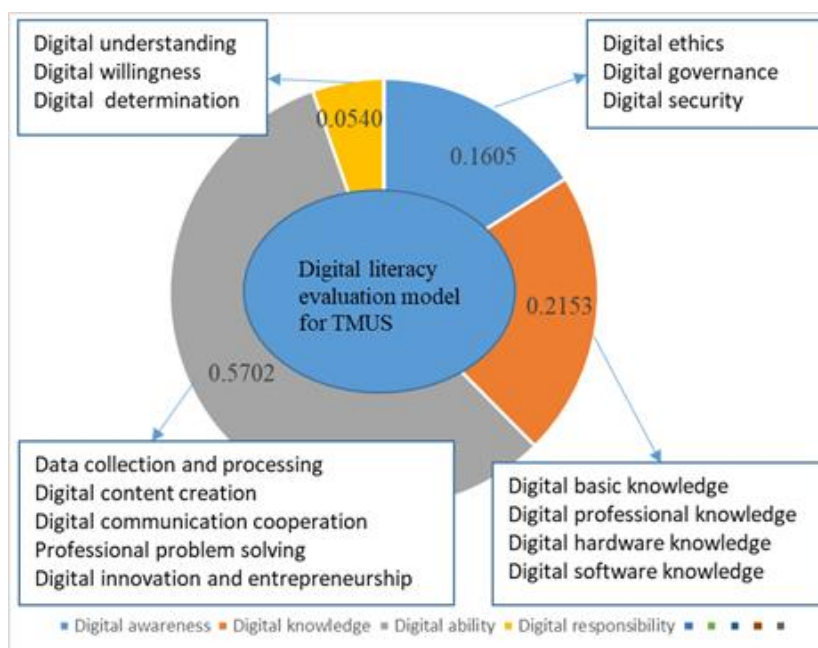 Digital understanding
Digital willingness
Digital determination
Digital ethics
Digital governance
Digital security
0.0540
0.1605
Digital literacy
evaluation model
for TMUS
0.2153
0.5702
Data collection and processing
Digital content creation
Digital communication cooperation
Professional problem solving
Digital innovation and entrepreneurship
Digital basic knowledge
Digital professional knowledge
Digital hardware knowledge
Digital software knowledge
Digital awareness Digital knowledge Digital ability Digital responsibility